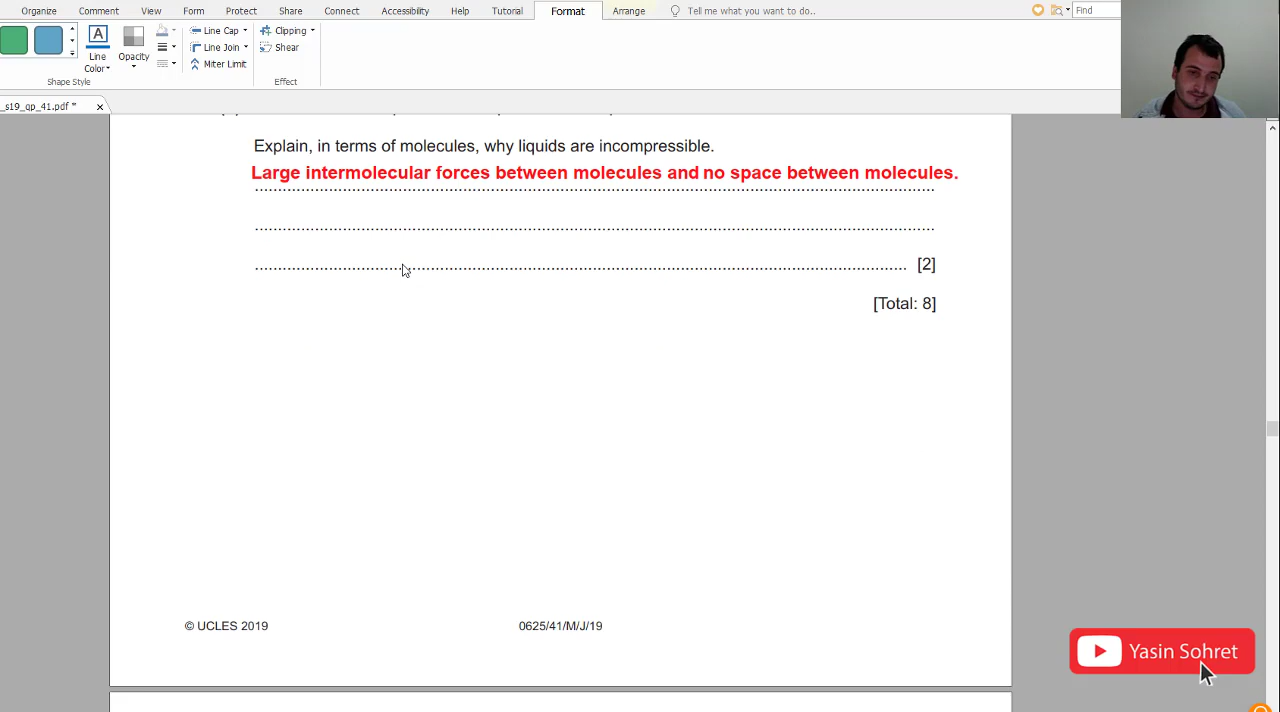 Organize Comment View Form Protect Share Connect Accessibility Help Tutorial Format Arrange Tell me what you want to do.. Find
Line Color
Opacity
Line Cap
Line Join
Miter Limit
Clipping
Shear
Shape Style
Effect
_s19_qp_41.pdf *
Explain, in terms of molecules, why liquids are incompressible.
Large intermolecular forces between molecules and no space between molecules.
[2]
[Total: 8]
© UCLES 2019
0625/41/M/J/19
Yasin Sohret